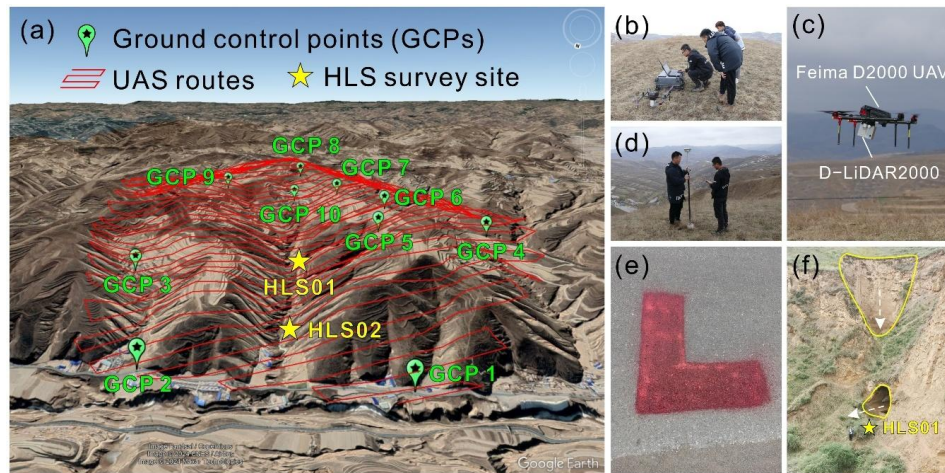 (a)
Ground control points (GCPs)
UAS routes
HLS survey site
GCP 8
GCP 7
GCP 9
GCP 6
GCP 10
GCP 5
GCP 4
GCP 3
HLS01
HLS02
GCP 2
GCP 1
Google Earth
(b)
(c)
Feima D2000 UAV
D-LiDAR2000
(d)
(e)
(f)
HLS01